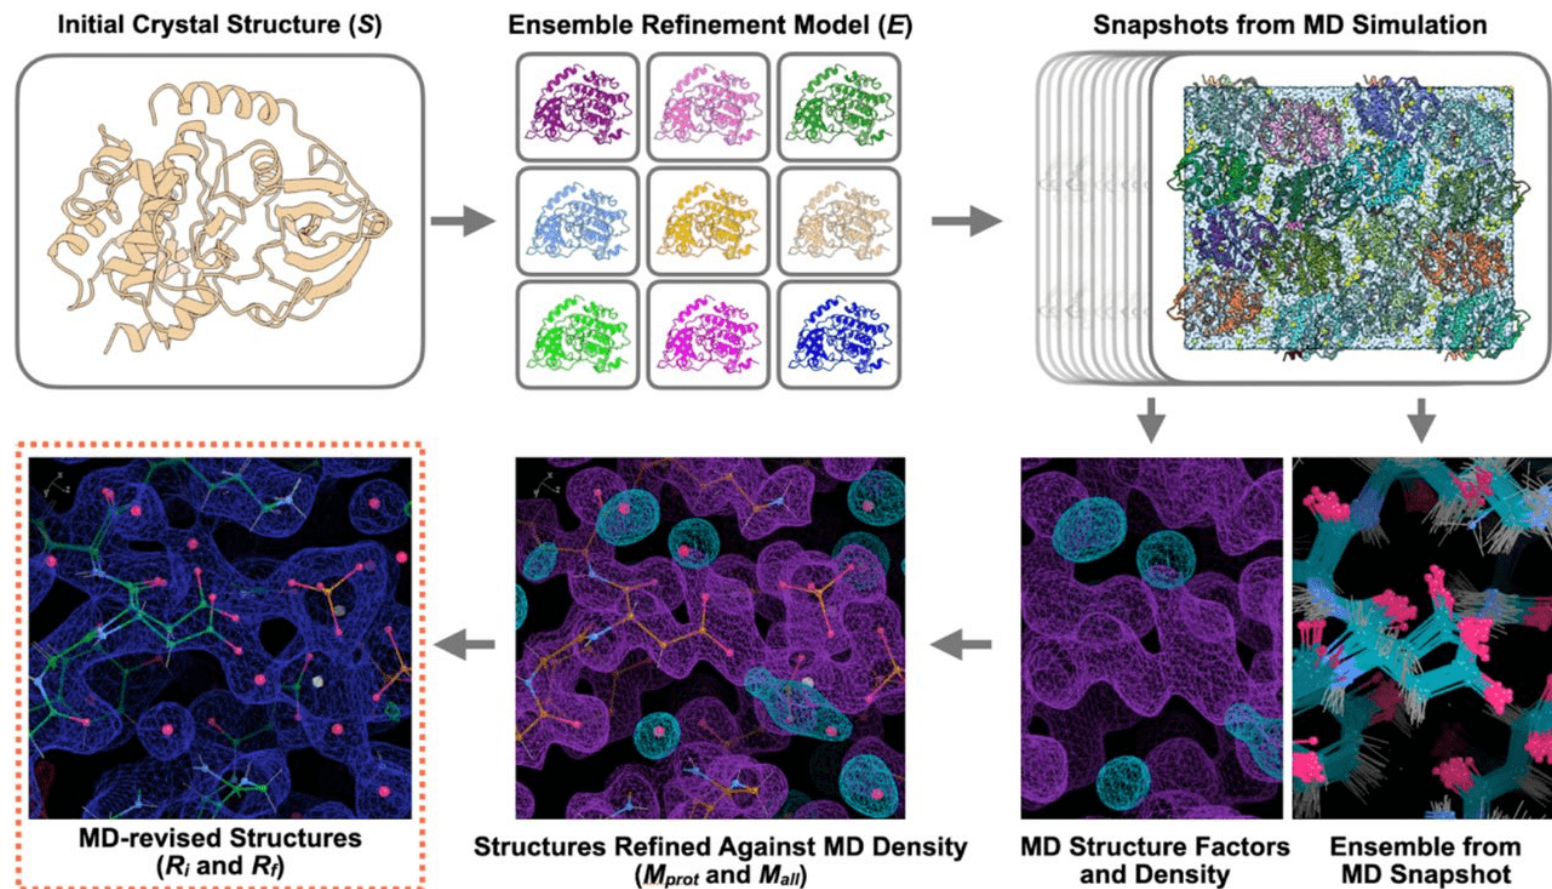 Initial Crystal Structure (S)
Ensemble Refinement Model (E)
Snapshots from MD Simulation
MD-revised Structures
(Ri and Rf)
Structures Refined Against MD Density
(Mprot and Mall)
MD Structure Factors
and Density
Ensemble from
MD Snapshot